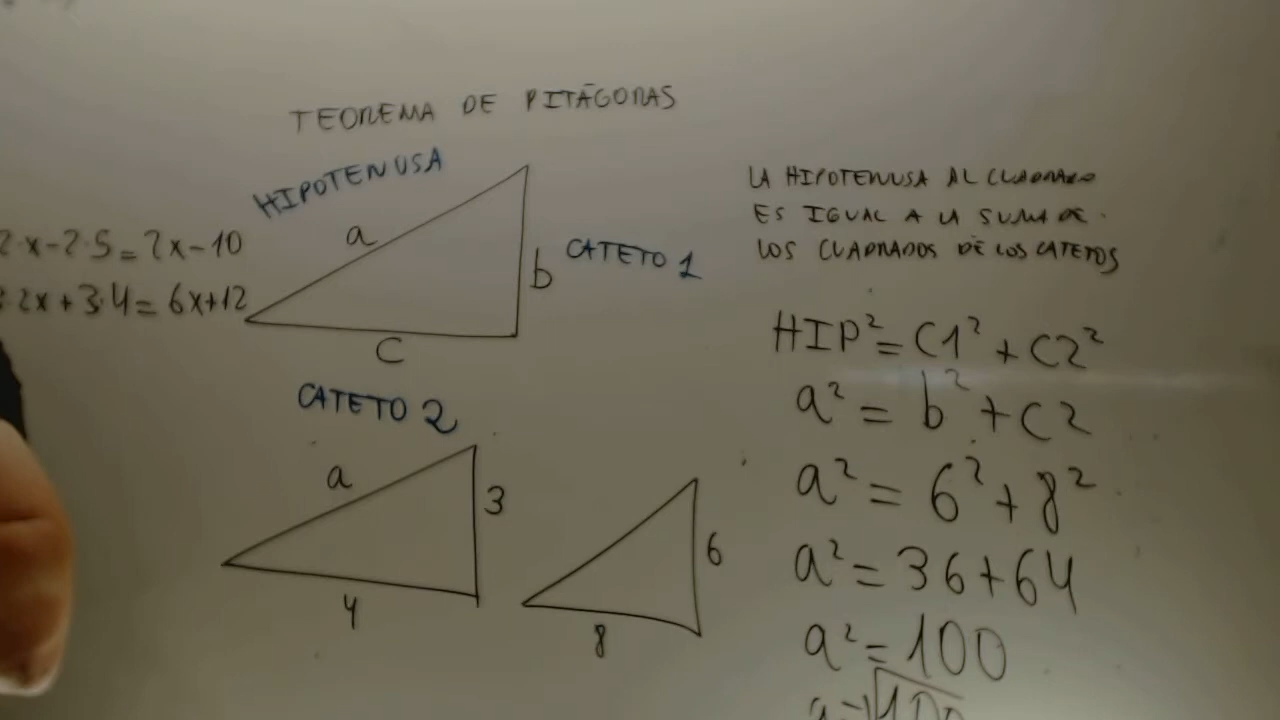 TEOREMA DE PITÁGORAS
HIPOTENUSA
a
b
CATETO 1
C
CATETO 2
2·x-2·5=2x-10
2x+3·4=6x+12
a
3
4
6
8
LA HIPOTENUSA AL CUADRADO
ES IGUAL A LA SUMA DE
LOS CUADRADOS DE LOS CATETOS
HIP²=C1²+C2²
a²=b²+C2
a²=6²+8²
a²=36+64
a²=100
a=√100